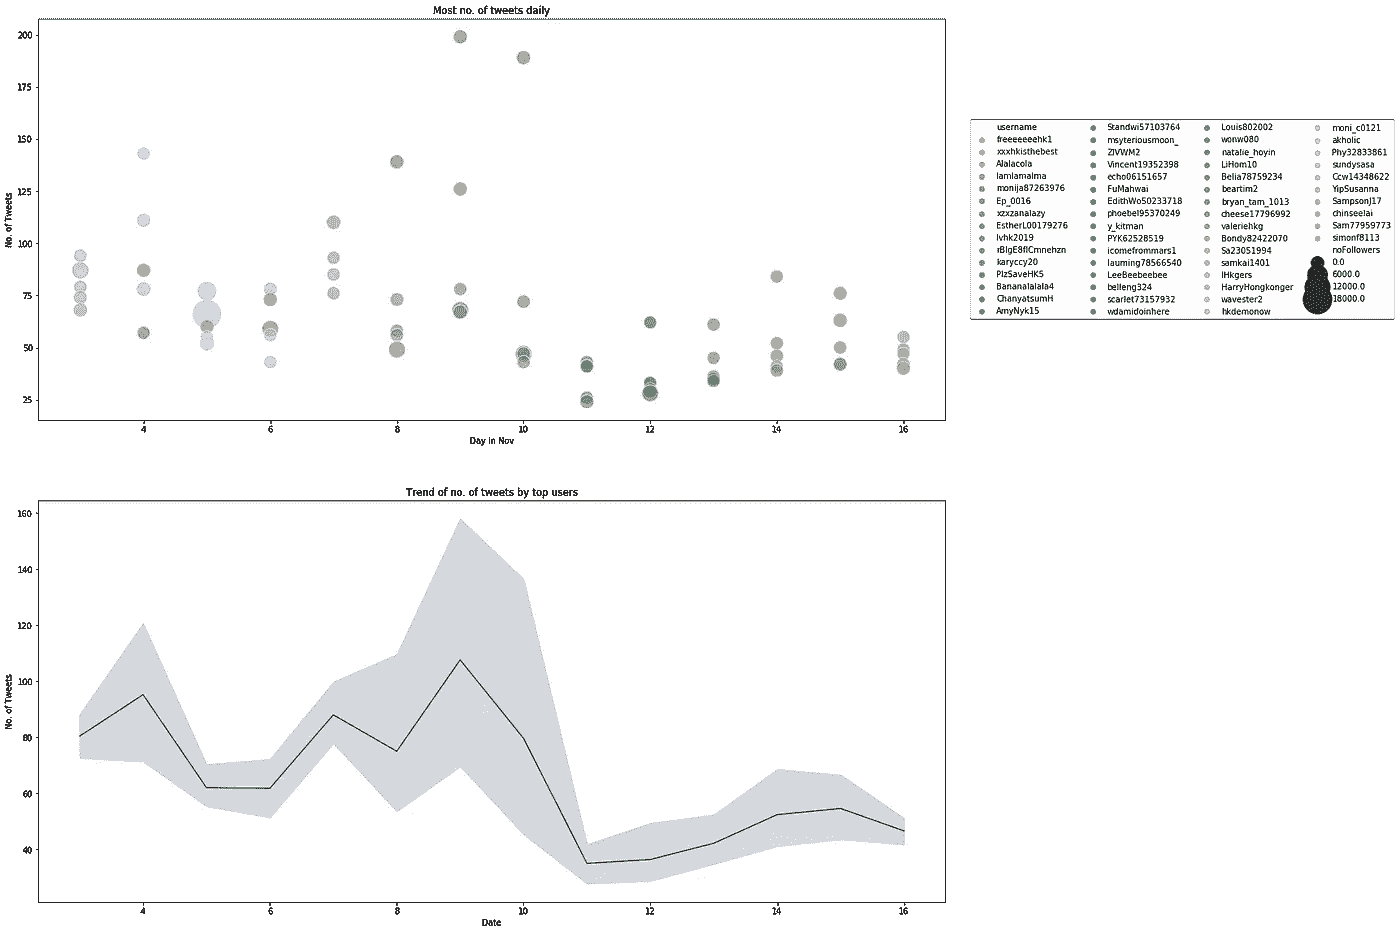 Most no. of tweets daily
200
175
150
125
100
75
50
25
No. of Tweets
4
6
8
10
12
14
16
Day in Nov
username
freeeeeeehk1
xxxhkisthebest
Alalacola
Iamlamalma
monija87263976
Ep_0016
xzxzanalazy
EstherL00179276
lvhk2019
rBlgE8flCmnehzn
karyccy20
PlzSaveHK5
Bananalalala4
ChanyatsumH
AmyNyk15
Standwi57103764
msyteriousmoon_
ZIVWM2
Vincent19352398
echo06151657
FuMahwai
EdithWo50233718
phoebel95370249
y_kitman
PYK62528519
icomefrommars1
lauming78566540
LeeBeebeebee
belleng324
scarlet73157932
wdamidoinhere
Louis802002
wonw080
natalie_hoyin
LiHom10
Belia78759234
beartim2
bryan_tam_1013
cheese17796992
valeriehkg
Bondy82422070
Sa23051994
samkai1401
IHkgers
HarryHongkonger
wavester2
hkdemonow
moni_c0121
akholic
Phy32833861
sundysasa
Ccw14348622
YipSusanna
SampsonJ17
chinseelai
Sam77959773
simonf8113
noFollowers
0.0
6000.0
12000.0
18000.0
Trend of no. of tweets by top users
160
140
120
100
80
60
40
No. of Tweets
4
6
8
10
12
14
16
Date